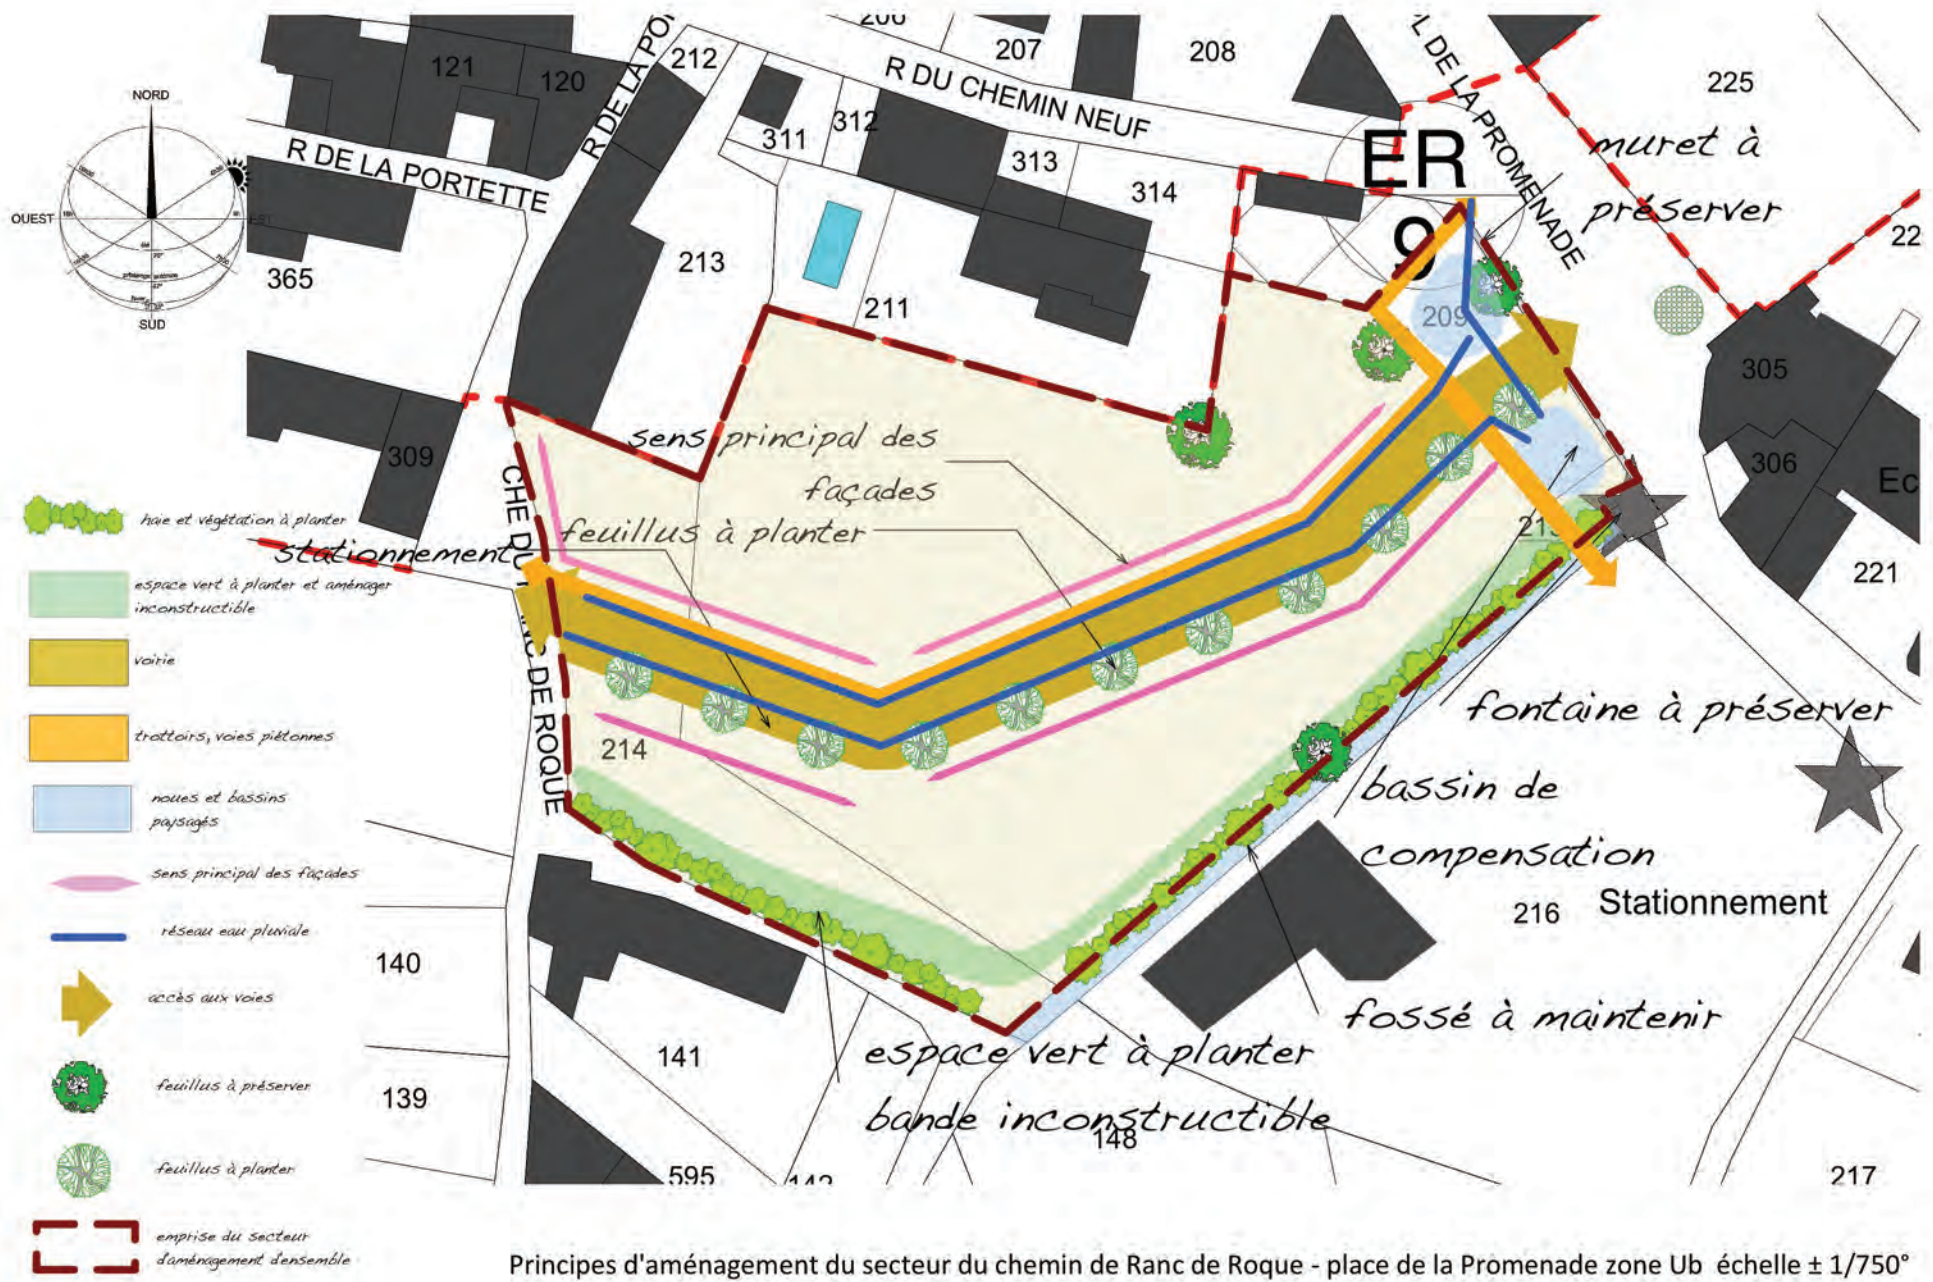 NORD
OUEST
EST
SUD
121
120
R DE LA PORTETTE
212
311
312
R DU CHEMIN NEUF
207
208
313
314
ER
9
209
PL DE LA PROMENADE
225
muret à
préserver
365
213
211
305
306
309
221
sens principal des
façades
feuillus à planter
stationnement
CHE DU RANC DE ROQUE
214
215
fontaine à préserver
bassin de
compensation
216
Stationnement
fossé à maintenir
espace vert à planter
bande inconstructible
140
139
141
148
595
217
haie et végétation à planter
espace vert à planter et aménager
inconstructible
voirie
trottoirs, voies piétonnes
noues et bassins
paysagés
sens principal des façades
réseau eau pluviale
accès aux voies
feuillus à préserver
feuillus à planter
emprise du secteur
d'aménagement d'ensemble
Principes d'aménagement du secteur du chemin de Ranc de Roque - place de la Promenade zone Ub échelle ± 1/750°